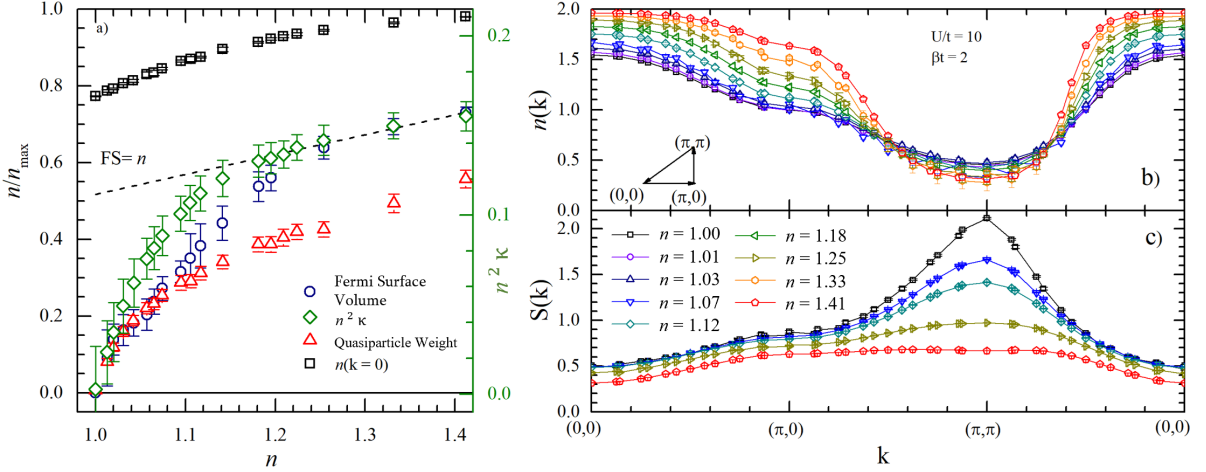 a)
n/n_max
1.0
0.8
0.6
0.4
0.2
0.0
FS= n
Fermi Surface
Volume
n² κ
Quasiparticle Weight
n(k = 0)
1.0
1.1
1.2
1.3
1.4
n
0.2
0.1
0.0
n² κ
n(k)
2.0
1.5
1.0
0.5
0.0
U/t = 10
βt = 2
(π,π)
(0,0)
(π,0)
b)
S(k)
2.0
1.5
1.0
0.5
0.0
c)
n = 1.00
n = 1.01
n = 1.03
n = 1.07
n = 1.12
n = 1.18
n = 1.25
n = 1.33
n = 1.41
(0,0)
(π,0)
(π,π)
(0,0)
k